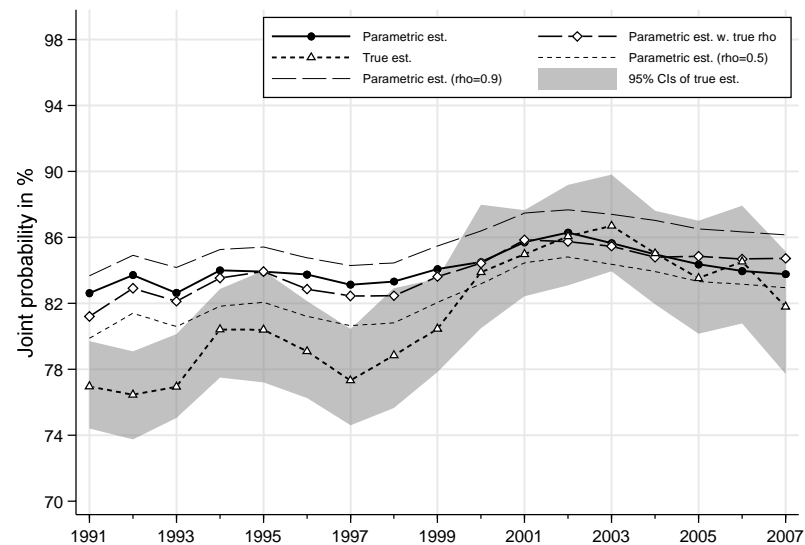 Parametric est.
True est.
Parametric est. (rho=0.9)
Parametric est. w. true rho
Parametric est. (rho=0.5)
95% CIs of true est.
Joint probability in %
98
94
90
86
82
78
74
70
1991 1993 1995 1997 1999 2001 2003 2005 2007